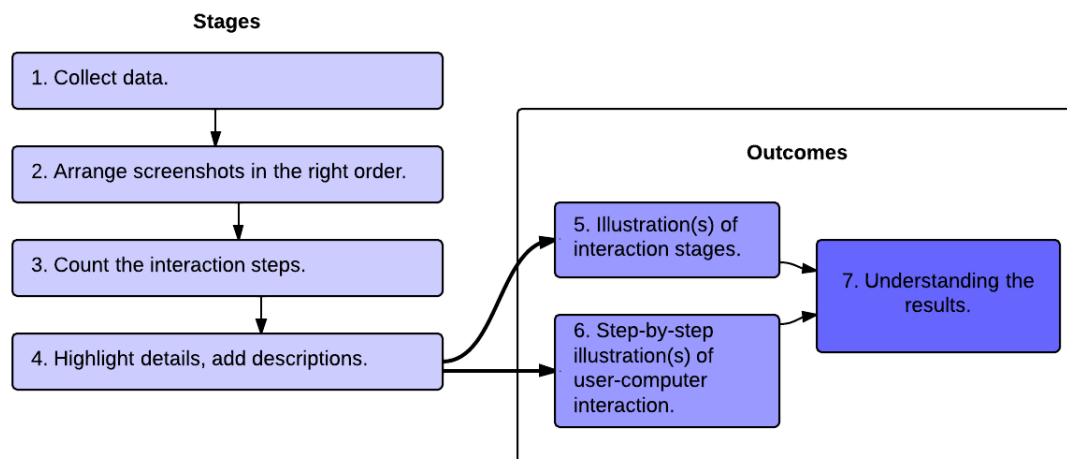 Stages
1. Collect data.
2. Arrange screenshots in the right order.
3. Count the interaction steps.
4. Highlight details, add descriptions.
Outcomes
5. Illustration(s) of
interaction stages.
6. Step-by-step
illustration(s) of
user-computer
interaction.
7. Understanding the
results.